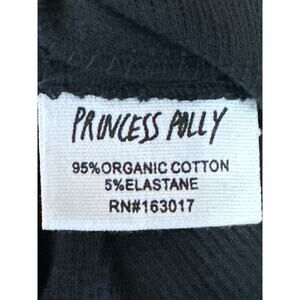 PRINCESS POLLY
95%ORGANIC COTTON
5%ELASTANE
RN#163017